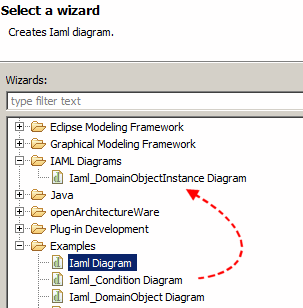 Select a wizard
Creates Iaml diagram.
Wizards:
type filter text
Eclipse Modeling Framework
Graphical Modeling Framework
IAML Diagrams
Iaml_DomainObjectInstance Diagram
Java
openArchitectureWare
Plug-in Development
Examples
Iaml Diagram
Iaml_Condition Diagram
Iaml_DomainObject Diagram